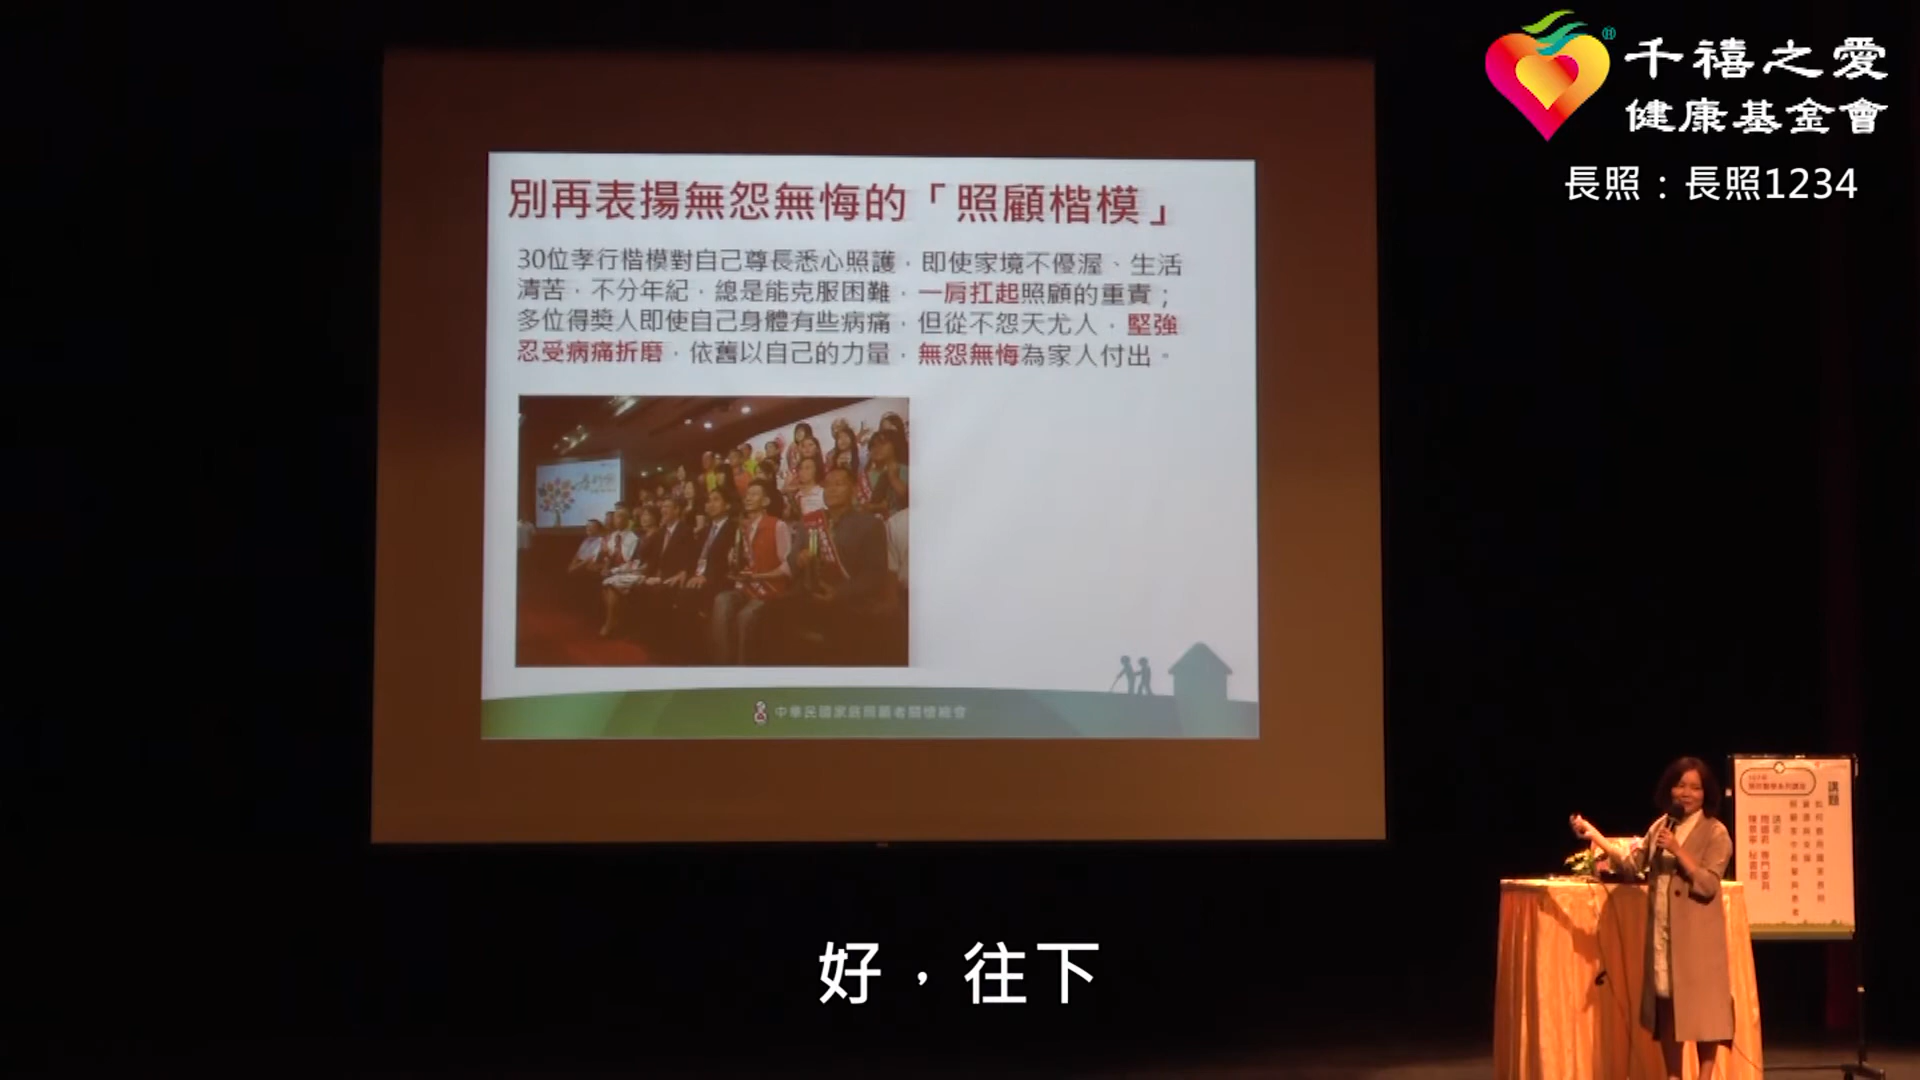 千禧之愛
健康基金會
長照：長照1234
別再表揚無怨無悔的「照顧楷模」
30位孝行楷模對自己尊長悉心照護，即使家境不優渥、生活
清苦，不分年紀，總是能克服困難，一肩扛起照顧的重責；
多位得獎人即使自己身體有些病痛，但從不怨天尤人，堅強
忍受病痛折磨，依舊以自己的力量，無怨無悔為家人付出。
中華民國家庭照顧者關懷總會
講題
講者
好，往下